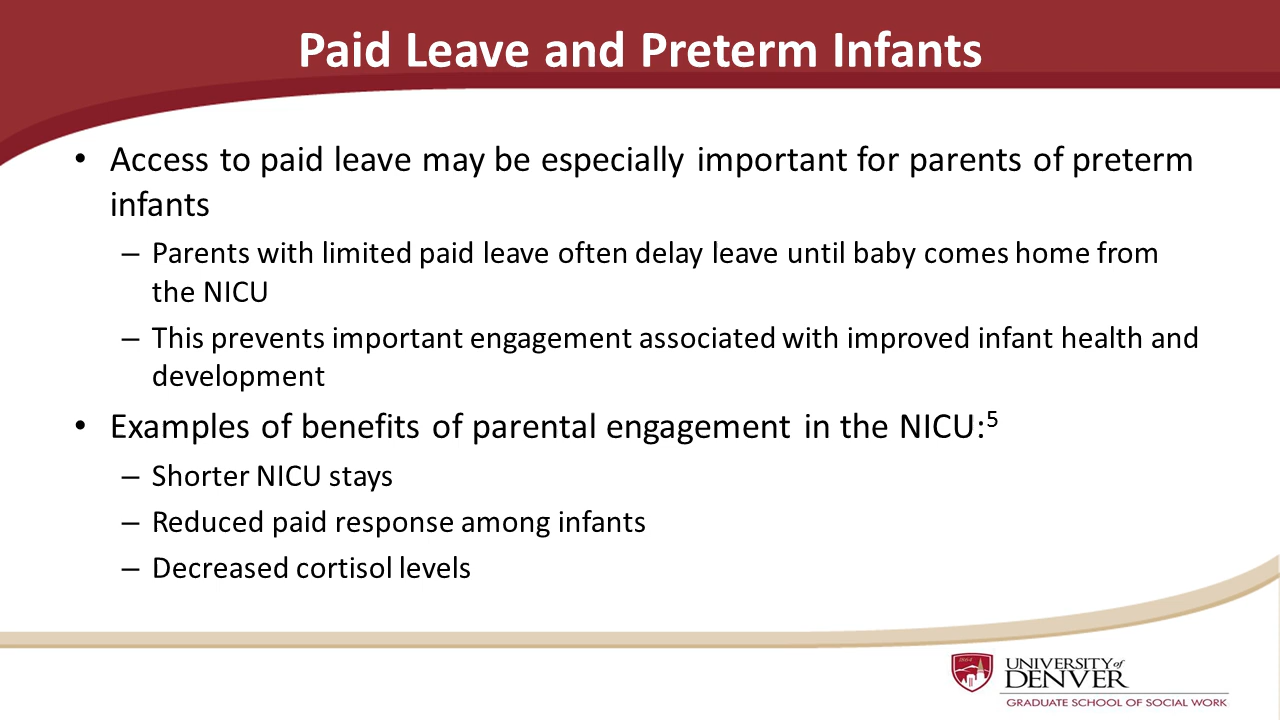 Paid Leave and Preterm Infants
• Access to paid leave may be especially important for parents of preterm
infants
– Parents with limited paid leave often delay leave until baby comes home from
the NICU
– This prevents important engagement associated with improved infant health and
development
• Examples of benefits of parental engagement in the NICU:⁵
– Shorter NICU stays
– Reduced paid response among infants
– Decreased cortisol levels
UNIVERSITY of
DENVER
GRADUATE SCHOOL OF SOCIAL WORK